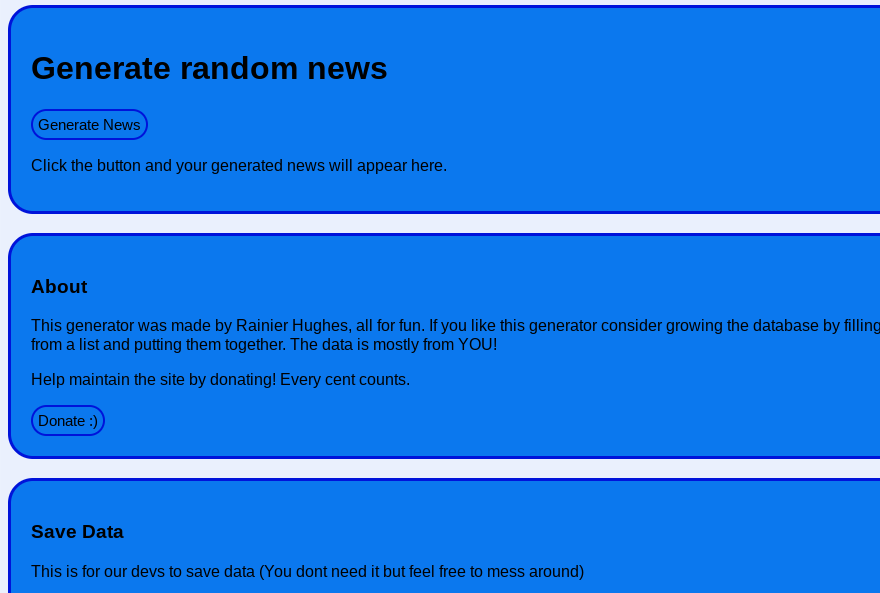 Generate random news
Generate News
Click the button and your generated news will appear here.
About
This generator was made by Rainier Hughes, all for fun. If you like this generator consider growing the database by filling
from a list and putting them together. The data is mostly from YOU!
Help maintain the site by donating! Every cent counts.
Donate :)
Save Data
This is for our devs to save data (You dont need it but feel free to mess around)